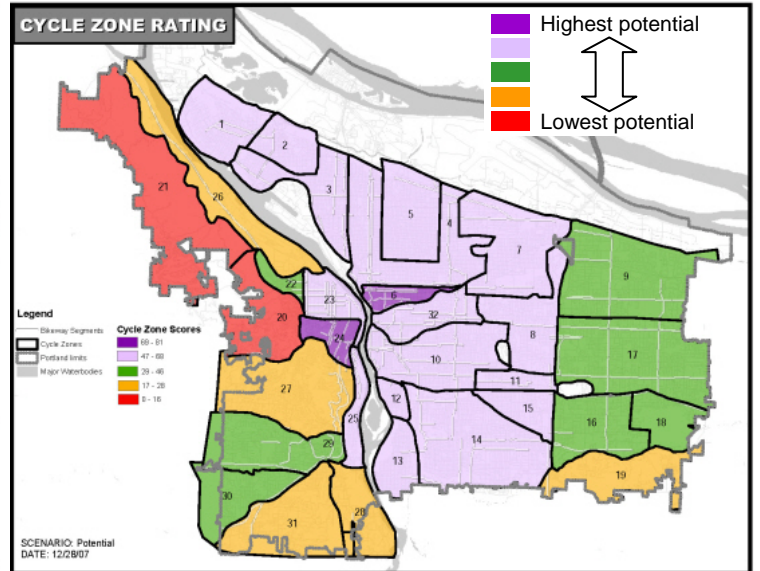 CYCLE ZONE RATING
Highest potential
Lowest potential
1
2
3
4
5
6
7
8
9
10
11
12
13
14
15
16
17
18
19
20
21
22
23
24
25
26
27
28
29
30
31
32
Legend
Bikeway Segments
Cycle Zones
Portland limits
Major Waterbodies
Cycle Zone Scores
47 - 68
29 - 46
17 - 28
0 - 16
SCENARIO: Potential
DATE: 12/28/07